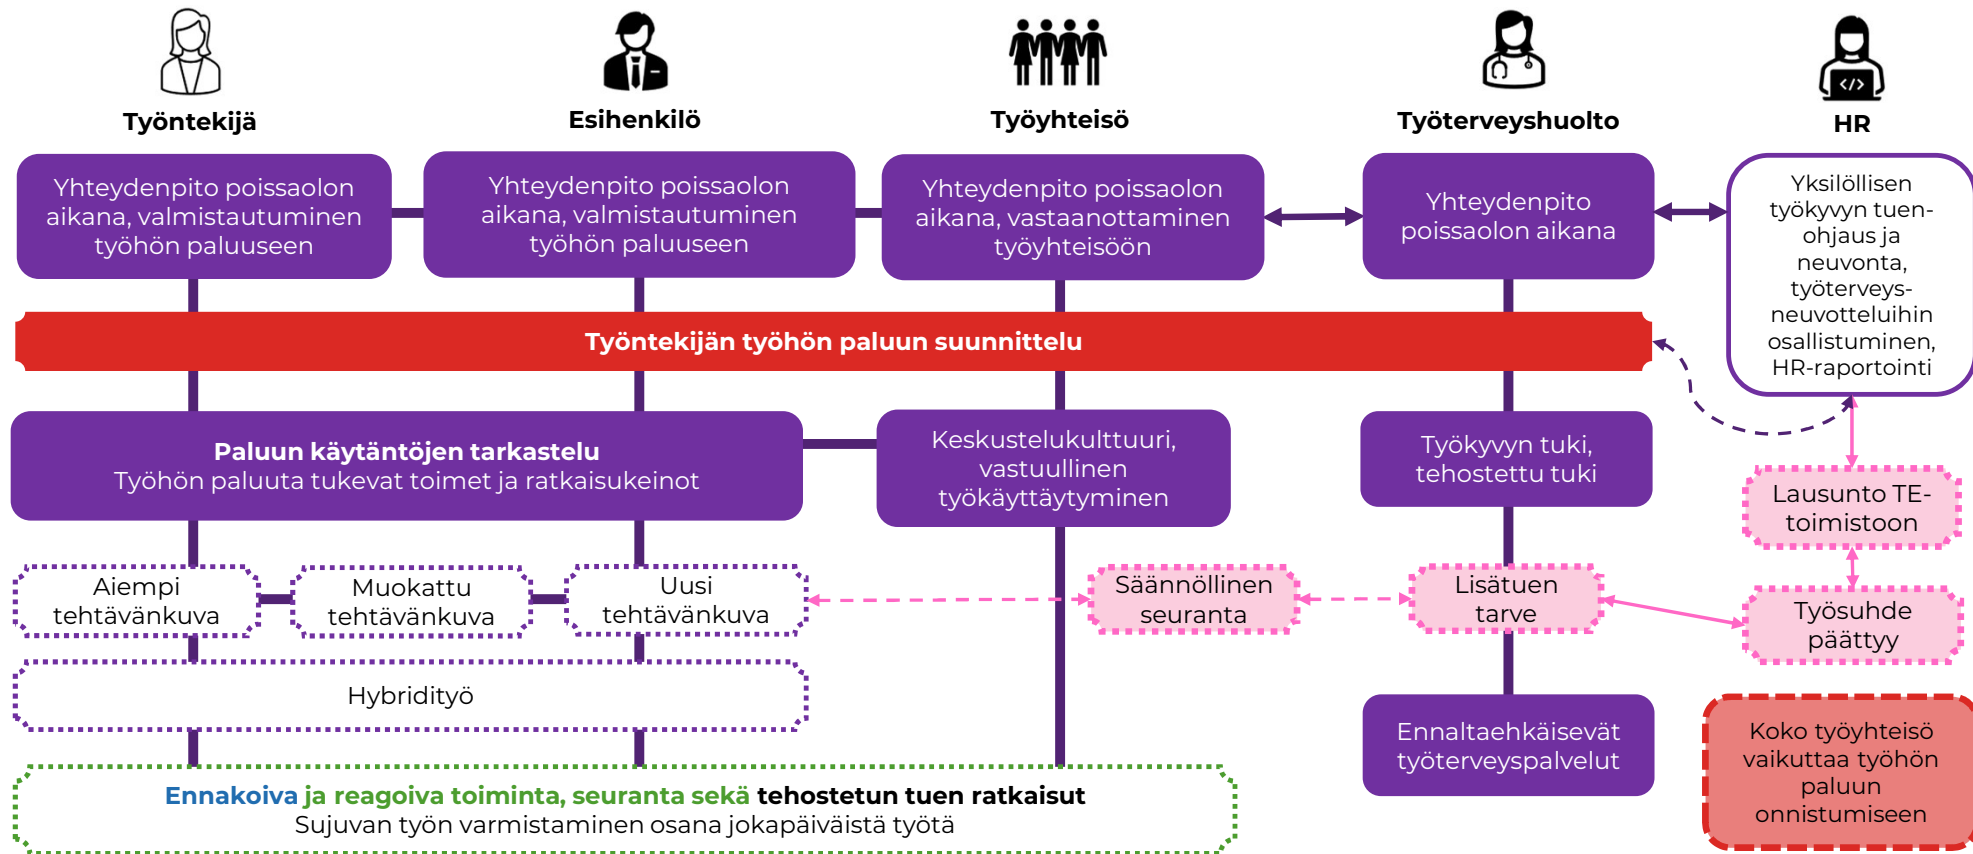 Työntekijä
Esihenkilö
Työyhteisö
Työterveyshuolto
HR
Yhteydenpito poissaolon
aikana, valmistautuminen
työhön paluuseen
Yhteydenpito poissaolon
aikana, valmistautuminen
työhön paluuseen
Yhteydenpito poissaolon
aikana, vastaanottaminen
työyhteisöön
Yhteydenpito
poissaolon aikana
Yksilöllisen
työkyvyn tuen-
ohjaus ja
neuvonta,
työterveys-
neuvotteluihin
osallistuminen,
HR-raportointi
Työntekijän työhön paluun suunnittelu
Paluun käytäntöjen tarkastelu
Työhön paluuta tukevat toimet ja ratkaisukeinot
Keskustelukulttuuri,
vastuullinen
työkäyttäytyminen
Työkyvyn tuki,
tehostettu tuki
Lausunto TE-
toimistoon
Aiempi
tehtävänkuva
Muokattu
tehtävänkuva
Uusi
tehtävänkuva
Säännöllinen
seuranta
Lisätuen
tarve
Työsuhde
päättyy
Hybridityö
Ennaltaehkäisevät
työterveyspalvelut
Koko työyhteisö
vaikuttaa työhön
paluun
onnistumiseen
Ennakoiva ja reagoiva toiminta, seuranta sekä tehostetun tuen ratkaisut
Sujuvan työn varmistaminen osana jokapäiväistä työtä